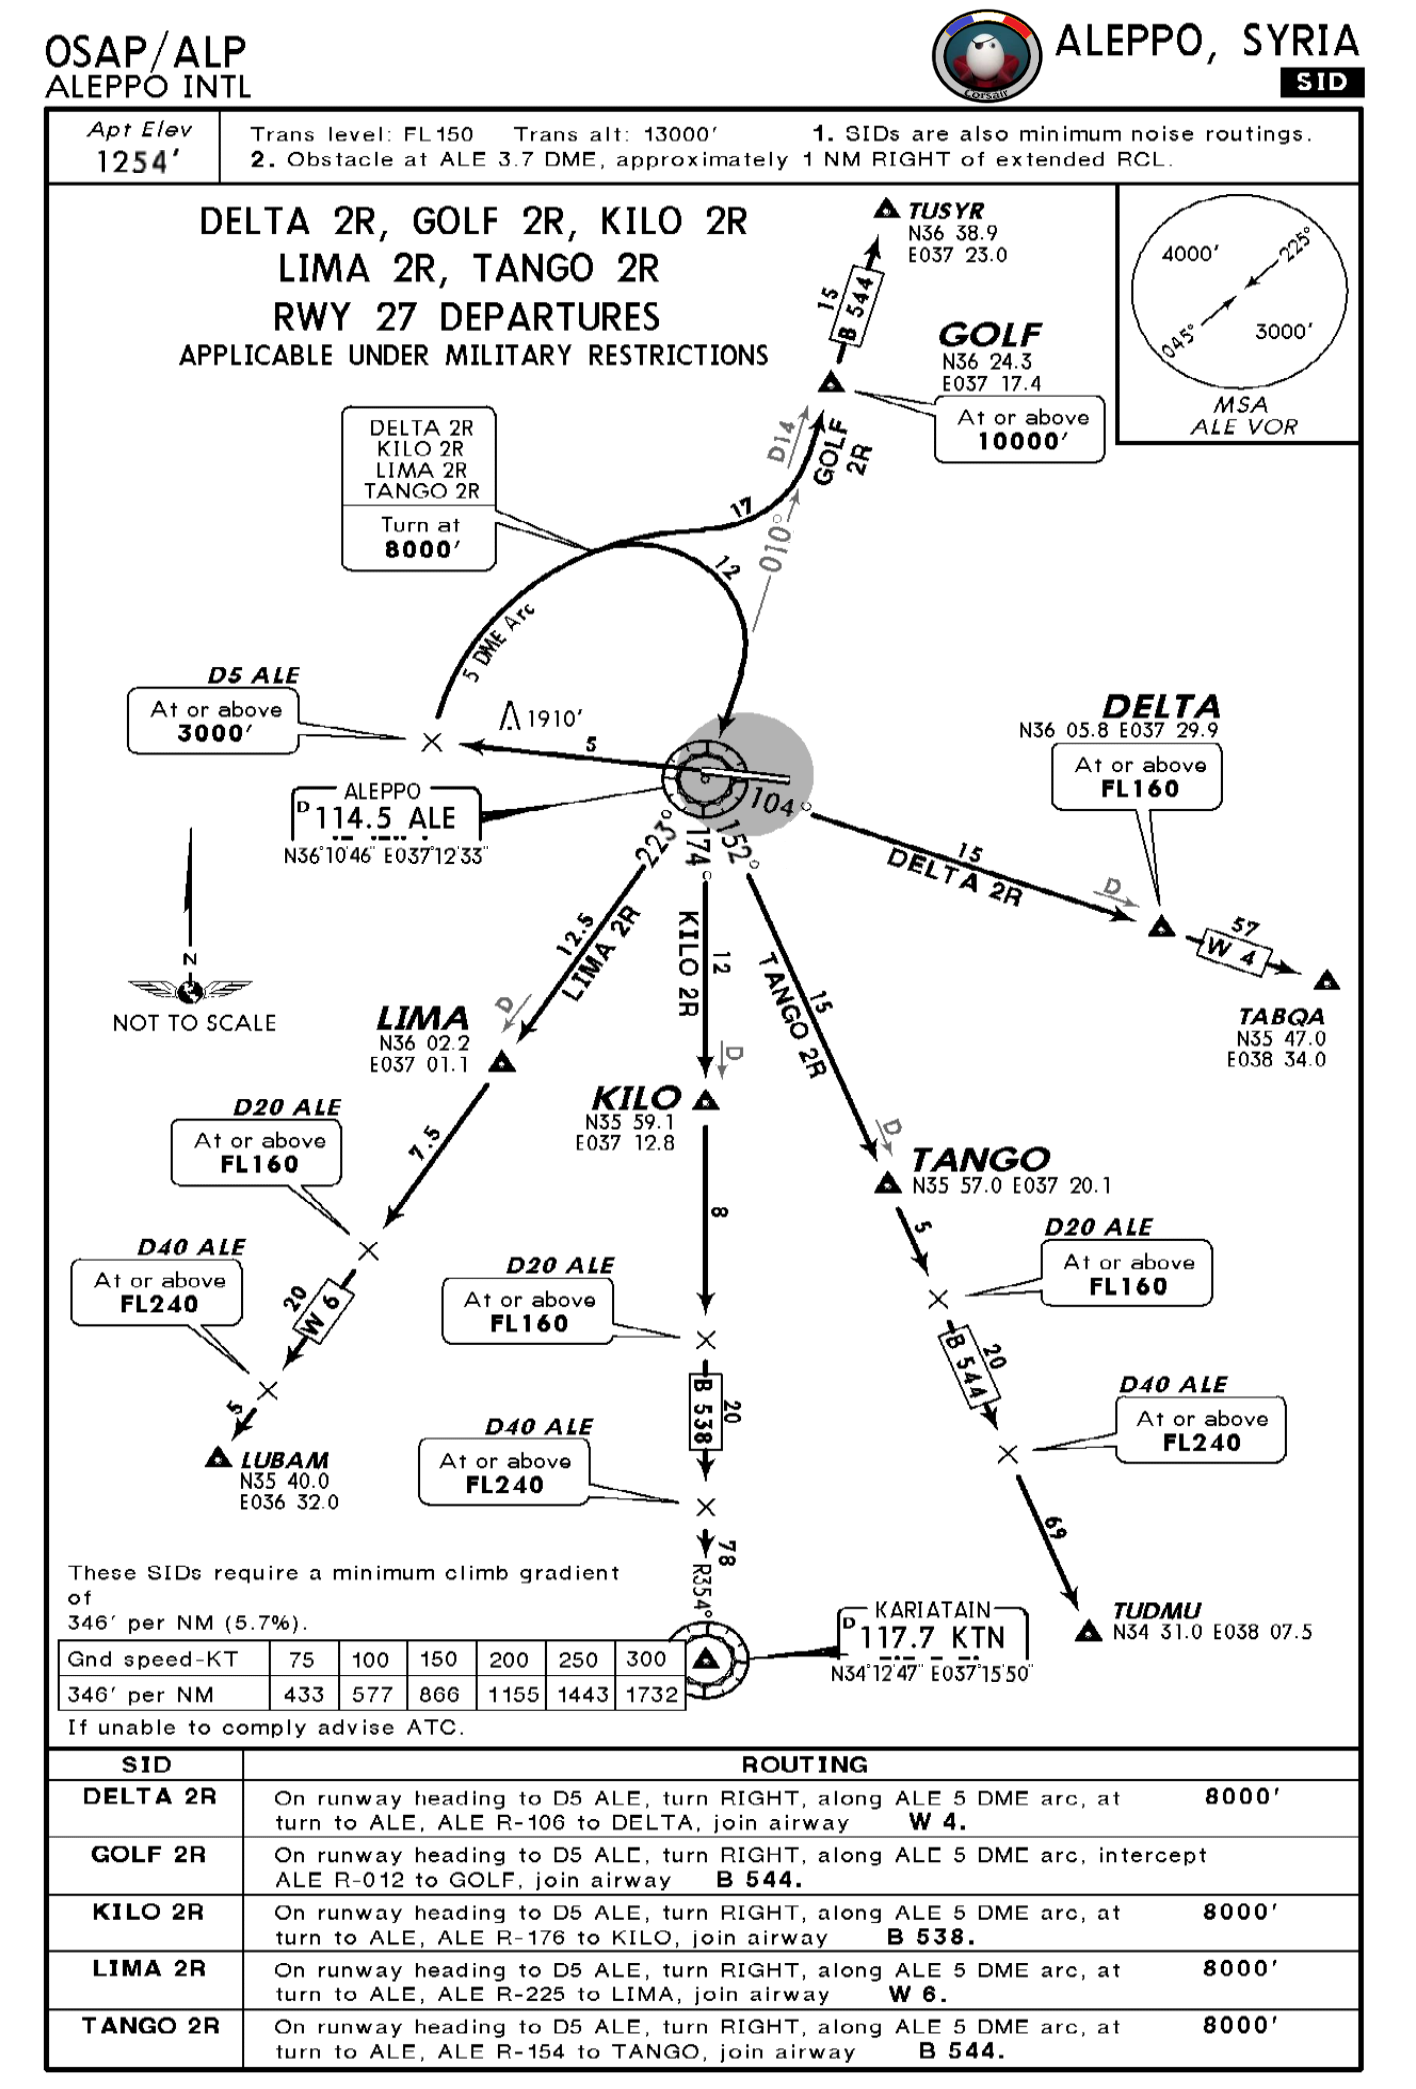 OSAP/ALP
ALEPPO INTL
Corsair
ALEPPO, SYRIA
SID
Apt Elev
1254'
Trans level: FL150 Trans alt: 13000' 1. SIDs are also minimum noise routings.
2. Obstacle at ALE 3.7 DME, approximately 1 NM RIGHT of extended RCL.
DELTA 2R, GOLF 2R, KILO 2R
LIMA 2R, TANGO 2R
RWY 27 DEPARTURES
APPLICABLE UNDER MILITARY RESTRICTIONS
TUSYR
N36 38.9
E037 23.0
15
B 544
4000'
225°
045°
3000'
MSA
ALE VOR
GOLF
N36 24.3
E037 17.4
At or above
10000'
D14
GOLF
2R
DELTA 2R
KILO 2R
LIMA 2R
TANGO 2R
Turn at
8000'
17
12
010°
5 DME Arc
D5 ALE
At or above
3000'
1910'
5
ALEPPO
D 114.5 ALE
N36°10'46" E037°12'33"
DELTA
N36 05.8 E037 29.9
At or above
FL160
104°
223°
174°
152°
15
DELTA 2R
D
57
W 4
TABQA
N35 47.0
E038 34.0
N
NOT TO SCALE
12.5
LIMA 2R
D
LIMA
N36 02.2
E037 01.1
KILO 2R
12
D
KILO
N35 59.1
E037 12.8
15
TANGO 2R
D
TANGO
N35 57.0 E037 20.1
7.5
D20 ALE
At or above
FL160
D40 ALE
At or above
FL240
20
W 6
5
LUBAM
N35 40.0
E036 32.0
8
D20 ALE
At or above
FL160
20
B 538
D40 ALE
At or above
FL240
78
R354°
5
D20 ALE
At or above
FL160
20
B 544
D40 ALE
At or above
FL240
69
TUDMU
N34 31.0 E038 07.5
KARIATAIN
D 117.7 KTN
N34°12'47" E037°15'50"
These SIDs require a minimum climb gradient
of
346' per NM (5.7%).
Gnd speed-KT 75 100 150 200 250 300
346' per NM 433 577 866 1155 1443 1732
If unable to comply advise ATC.
SID ROUTING
DELTA 2R On runway heading to D5 ALE, turn RIGHT, along ALE 5 DME arc, at 8000'
turn to ALE, ALE R-106 to DELTA, join airway W 4.
GOLF 2R On runway heading to D5 ALE, turn RIGHT, along ALE 5 DME arc, intercept
ALE R-012 to GOLF, join airway B 544.
KILO 2R On runway heading to D5 ALE, turn RIGHT, along ALE 5 DME arc, at 8000'
turn to ALE, ALE R-176 to KILO, join airway B 538.
LIMA 2R On runway heading to D5 ALE, turn RIGHT, along ALE 5 DME arc, at 8000'
turn to ALE, ALE R-225 to LIMA, join airway W 6.
TANGO 2R On runway heading to D5 ALE, turn RIGHT, along ALE 5 DME arc, at 8000'
turn to ALE, ALE R-154 to TANGO, join airway B 544.